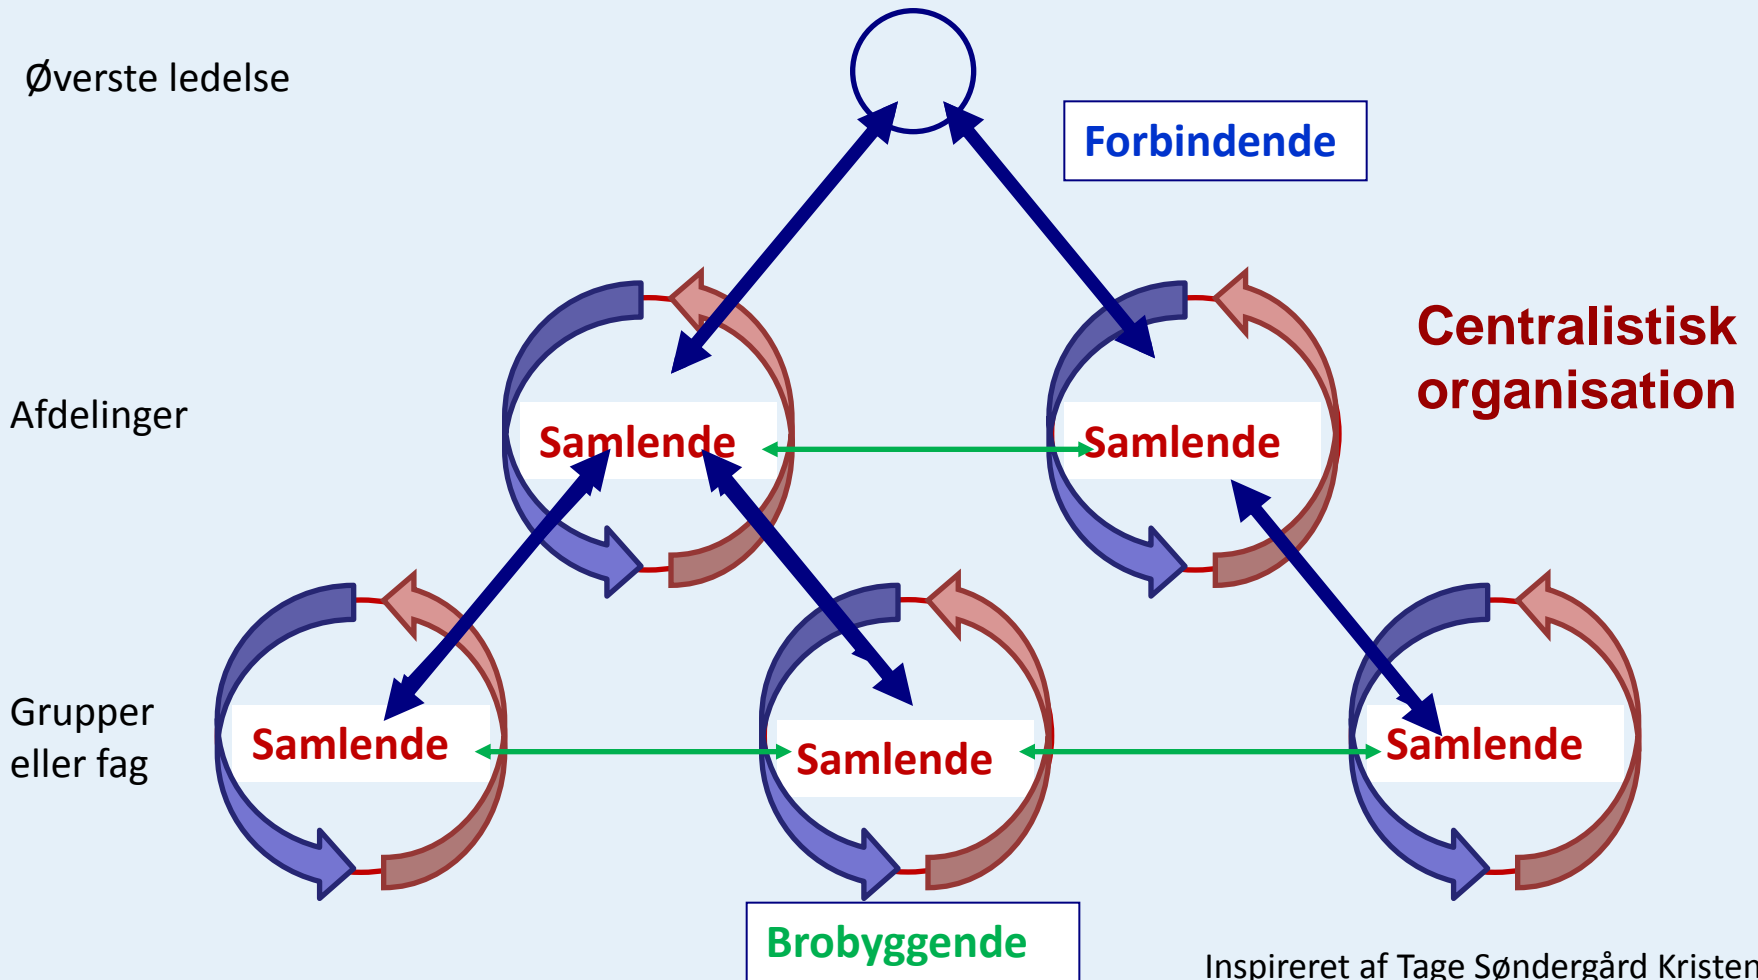 Øverste ledelse
Forbindende
Centralistisk
organisation
Afdelinger
Samlende
Samlende
Grupper
eller fag
Samlende
Samlende
Samlende
Brobyggende
Inspireret af Tage Søndergård Kristen